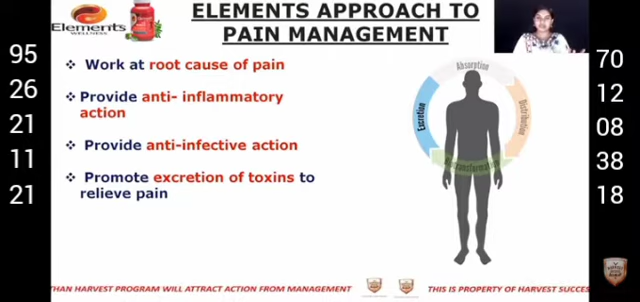 ELEMENTS APPROACH TO
PAIN MANAGEMENT
Elements
WELLNESS
95
26
21
11
21
Work at root cause of pain
Provide anti- inflammatory
action
Provide anti-infective action
Promote excretion of toxins to
relieve pain
Absorption
Distribution
Excretion
70
12
08
38
18
THAN HARVEST PROGRAM WILL ATTRACT ACTION FROM MANAGEMENT
THIS IS PROPERTY OF HARVEST SUCCES